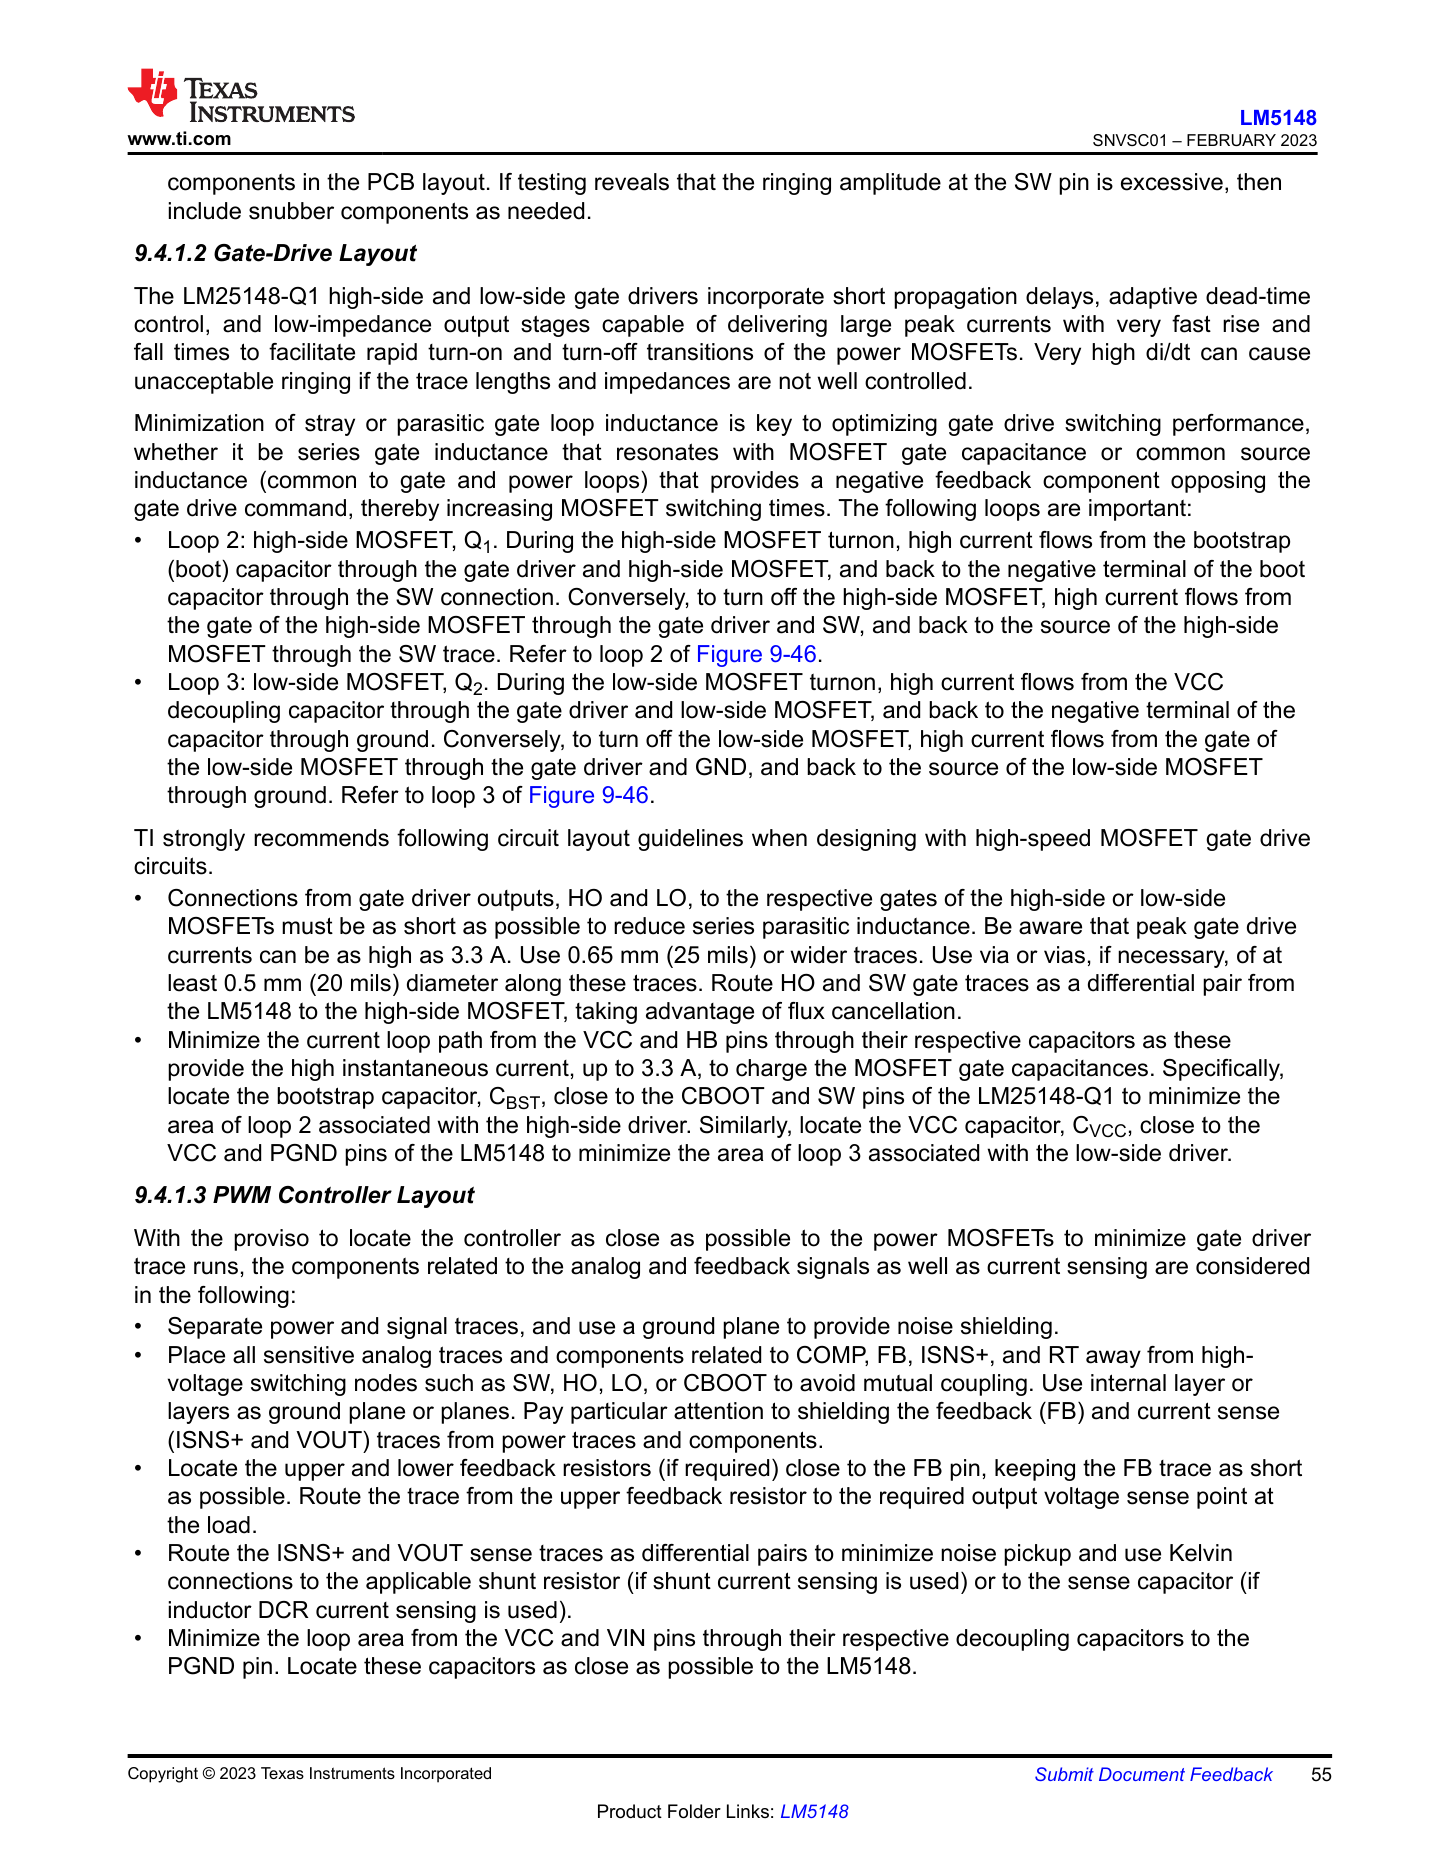 TEXAS
INSTRUMENTS
www.ti.com
LM5148
SNVSC01 – FEBRUARY 2023
components in the PCB layout. If testing reveals that the ringing amplitude at the SW pin is excessive, then
include snubber components as needed.
9.4.1.2 Gate-Drive Layout
The LM25148-Q1 high-side and low-side gate drivers incorporate short propagation delays, adaptive dead-time
control, and low-impedance output stages capable of delivering large peak currents with very fast rise and
fall times to facilitate rapid turn-on and turn-off transitions of the power MOSFETs. Very high di/dt can cause
unacceptable ringing if the trace lengths and impedances are not well controlled.
Minimization of stray or parasitic gate loop inductance is key to optimizing gate drive switching performance,
whether it be series gate inductance that resonates with MOSFET gate capacitance or common source
inductance (common to gate and power loops) that provides a negative feedback component opposing the
gate drive command, thereby increasing MOSFET switching times. The following loops are important:
• Loop 2: high-side MOSFET, Q1. During the high-side MOSFET turnon, high current flows from the bootstrap
(boot) capacitor through the gate driver and high-side MOSFET, and back to the negative terminal of the boot
capacitor through the SW connection. Conversely, to turn off the high-side MOSFET, high current flows from
the gate of the high-side MOSFET through the gate driver and SW, and back to the source of the high-side
MOSFET through the SW trace. Refer to loop 2 of Figure 9-46.
• Loop 3: low-side MOSFET, Q2. During the low-side MOSFET turnon, high current flows from the VCC
decoupling capacitor through the gate driver and low-side MOSFET, and back to the negative terminal of the
capacitor through ground. Conversely, to turn off the low-side MOSFET, high current flows from the gate of
the low-side MOSFET through the gate driver and GND, and back to the source of the low-side MOSFET
through ground. Refer to loop 3 of Figure 9-46.
TI strongly recommends following circuit layout guidelines when designing with high-speed MOSFET gate drive
circuits.
• Connections from gate driver outputs, HO and LO, to the respective gates of the high-side or low-side
MOSFETs must be as short as possible to reduce series parasitic inductance. Be aware that peak gate drive
currents can be as high as 3.3 A. Use 0.65 mm (25 mils) or wider traces. Use via or vias, if necessary, of at
least 0.5 mm (20 mils) diameter along these traces. Route HO and SW gate traces as a differential pair from
the LM5148 to the high-side MOSFET, taking advantage of flux cancellation.
• Minimize the current loop path from the VCC and HB pins through their respective capacitors as these
provide the high instantaneous current, up to 3.3 A, to charge the MOSFET gate capacitances. Specifically,
locate the bootstrap capacitor, CBST, close to the CBOOT and SW pins of the LM25148-Q1 to minimize the
area of loop 2 associated with the high-side driver. Similarly, locate the VCC capacitor, CVCC, close to the
VCC and PGND pins of the LM5148 to minimize the area of loop 3 associated with the low-side driver.
9.4.1.3 PWM Controller Layout
With the proviso to locate the controller as close as possible to the power MOSFETs to minimize gate driver
trace runs, the components related to the analog and feedback signals as well as current sensing are considered
in the following:
• Separate power and signal traces, and use a ground plane to provide noise shielding.
• Place all sensitive analog traces and components related to COMP, FB, ISNS+, and RT away from high-
voltage switching nodes such as SW, HO, LO, or CBOOT to avoid mutual coupling. Use internal layer or
layers as ground plane or planes. Pay particular attention to shielding the feedback (FB) and current sense
(ISNS+ and VOUT) traces from power traces and components.
• Locate the upper and lower feedback resistors (if required) close to the FB pin, keeping the FB trace as short
as possible. Route the trace from the upper feedback resistor to the required output voltage sense point at
the load.
• Route the ISNS+ and VOUT sense traces as differential pairs to minimize noise pickup and use Kelvin
connections to the applicable shunt resistor (if shunt current sensing is used) or to the sense capacitor (if
inductor DCR current sensing is used).
• Minimize the loop area from the VCC and VIN pins through their respective decoupling capacitors to the
PGND pin. Locate these capacitors as close as possible to the LM5148.
Copyright © 2023 Texas Instruments Incorporated
Submit Document Feedback 55
Product Folder Links: LM5148